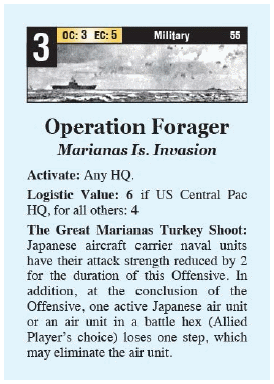 3 OC: 3 EC: 5 Military 55
Operation Forager
Marianas Is. Invasion
Activate: Any HQ.
Logistic Value: 6 if US Central Pac
HQ, for all others: 4
The Great Marianas Turkey Shoot:
Japanese aircraft carrier naval units
have their attack strength reduced by 2
for the duration of this Offensive. In
addition, at the conclusion of the
Offensive, one active Japanese air unit
or an air unit in a battle hex (Allied
Player's choice) loses one step, which
may eliminate the air unit.